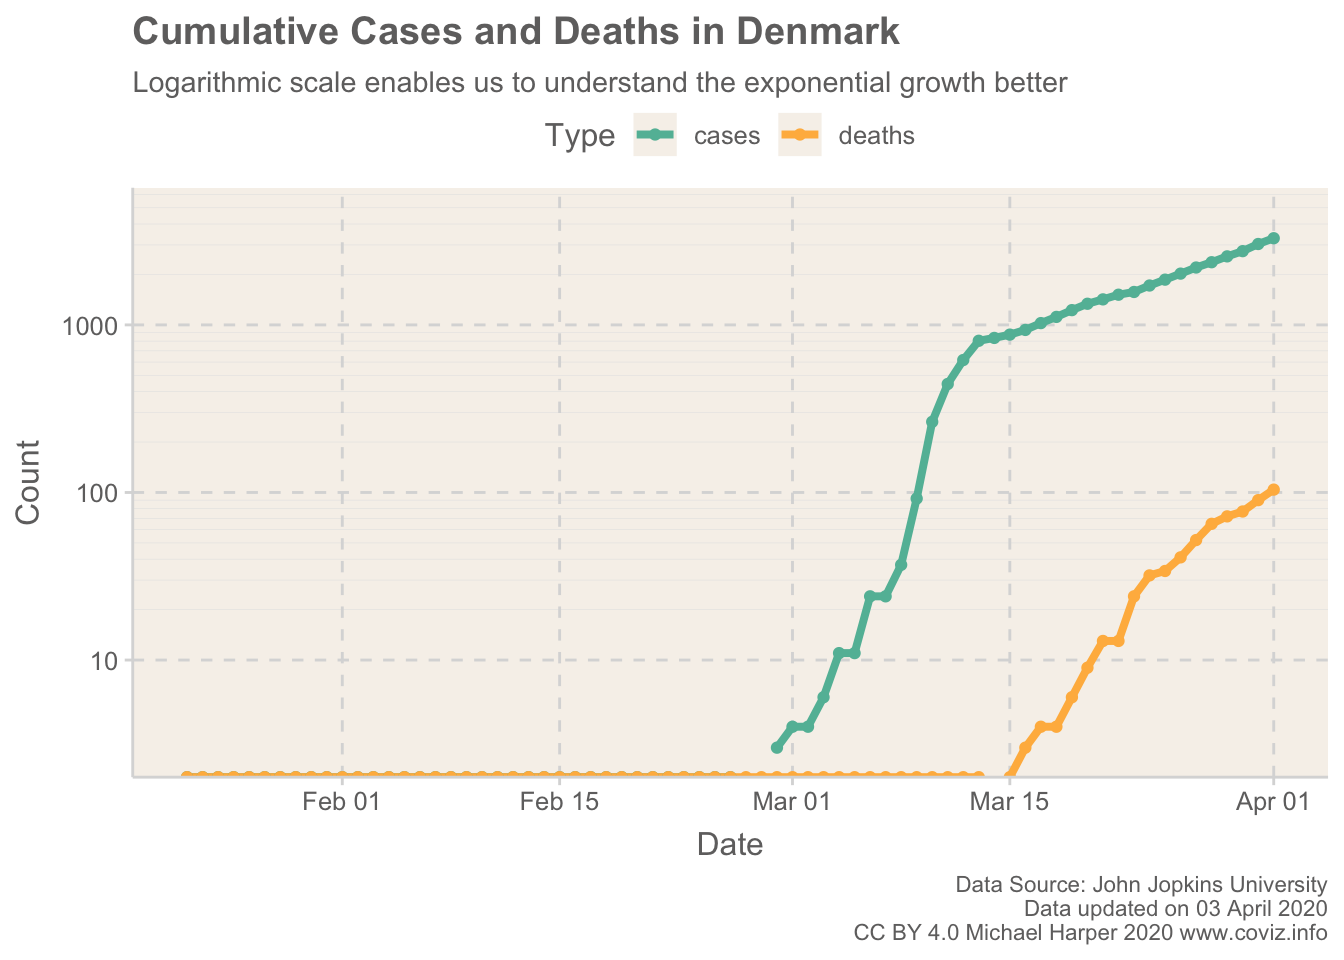 Cumulative Cases and Deaths in Denmark
Logarithmic scale enables us to understand the exponential growth better
Type cases deaths
1000
100
10
Count
Feb 01 Feb 15 Mar 01 Mar 15 Apr 01
Date
Data Source: John Jopkins University
Data updated on 03 April 2020
CC BY 4.0 Michael Harper 2020 www.coviz.info